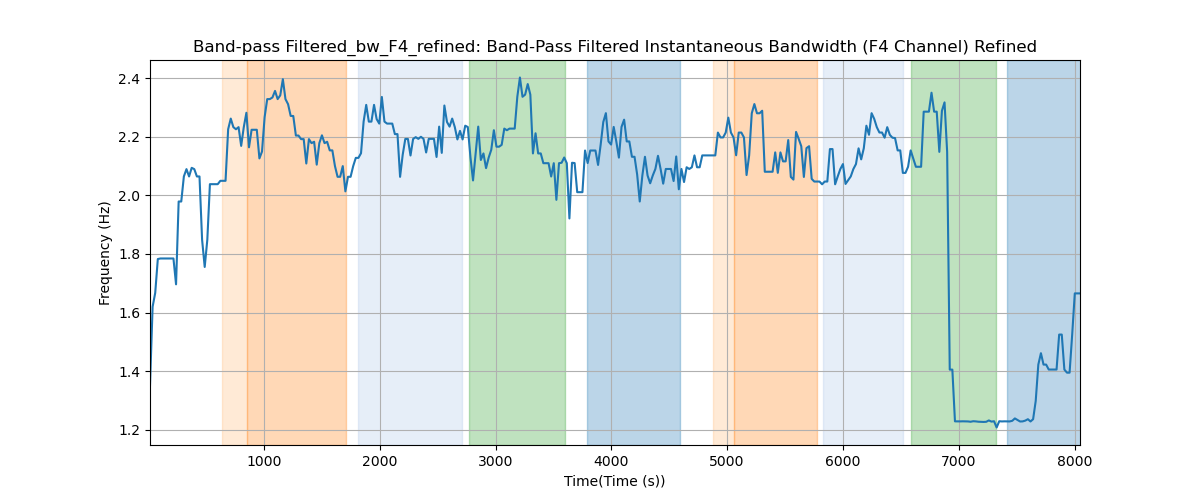 Band-pass Filtered_bw_F4_refined: Band-Pass Filtered Instantaneous Bandwidth (F4 Channel) Refined
2.4
2.2
2.0
1.8
1.6
1.4
1.2
Frequency (Hz)
1000 2000 3000 4000 5000 6000 7000 8000
Time(Time (s))